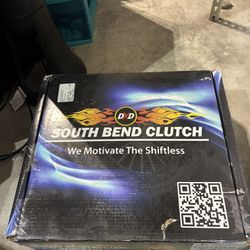 DXD
SOUTH BEND CLUTCH
We Motivate The Shiftless